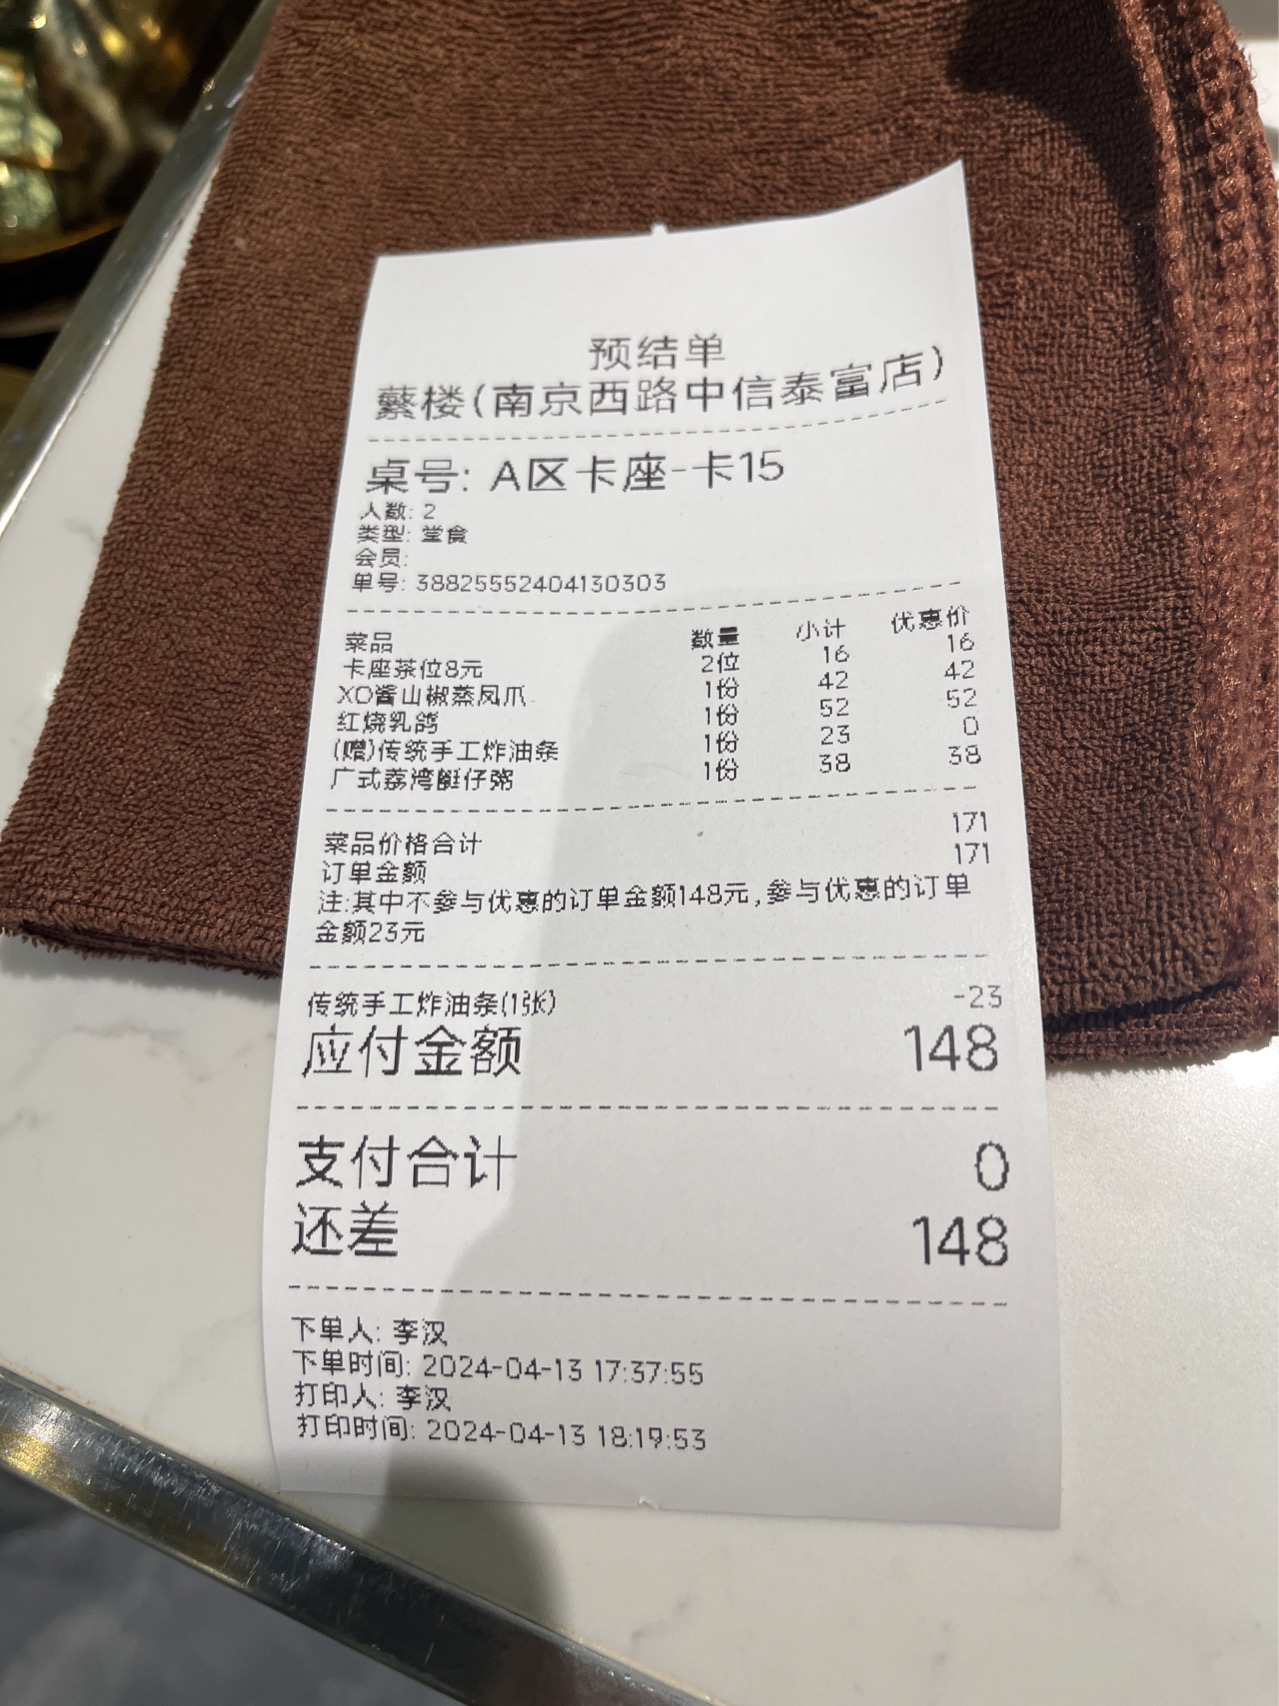 预结单
蘩楼(南京西路中信泰富店)
桌号: A区卡座-卡15
人数: 2
类型: 堂食
会员:
单号: 38825552404130303
菜品 数量 小计 优惠价
卡座茶位8元 2位 16 16
XO酱山椒蒸凤爪 1份 42 42
红烧乳鸽 1份 52 52
(赠)传统手工炸油条 1份 23 0
广式荔湾艇仔粥 1份 38 38
菜品价格合计 171
订单金额 171
注:其中不参与优惠的订单金额148元,参与优惠的订单
金额23元
传统手工炸油条(1张) -23
应付金额 148
支付合计 0
还差 148
下单人: 李汉
下单时间: 2024-04-13 17:37:55
打印人: 李汉
打印时间: 2024-04-13 18:19:53